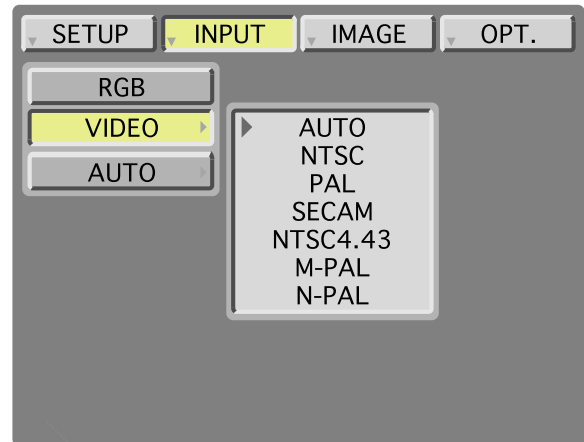 SETUP INPUT IMAGE OPT.
RGB
VIDEO
AUTO
AUTO
NTSC
PAL
SECAM
NTSC4.43
M-PAL
N-PAL